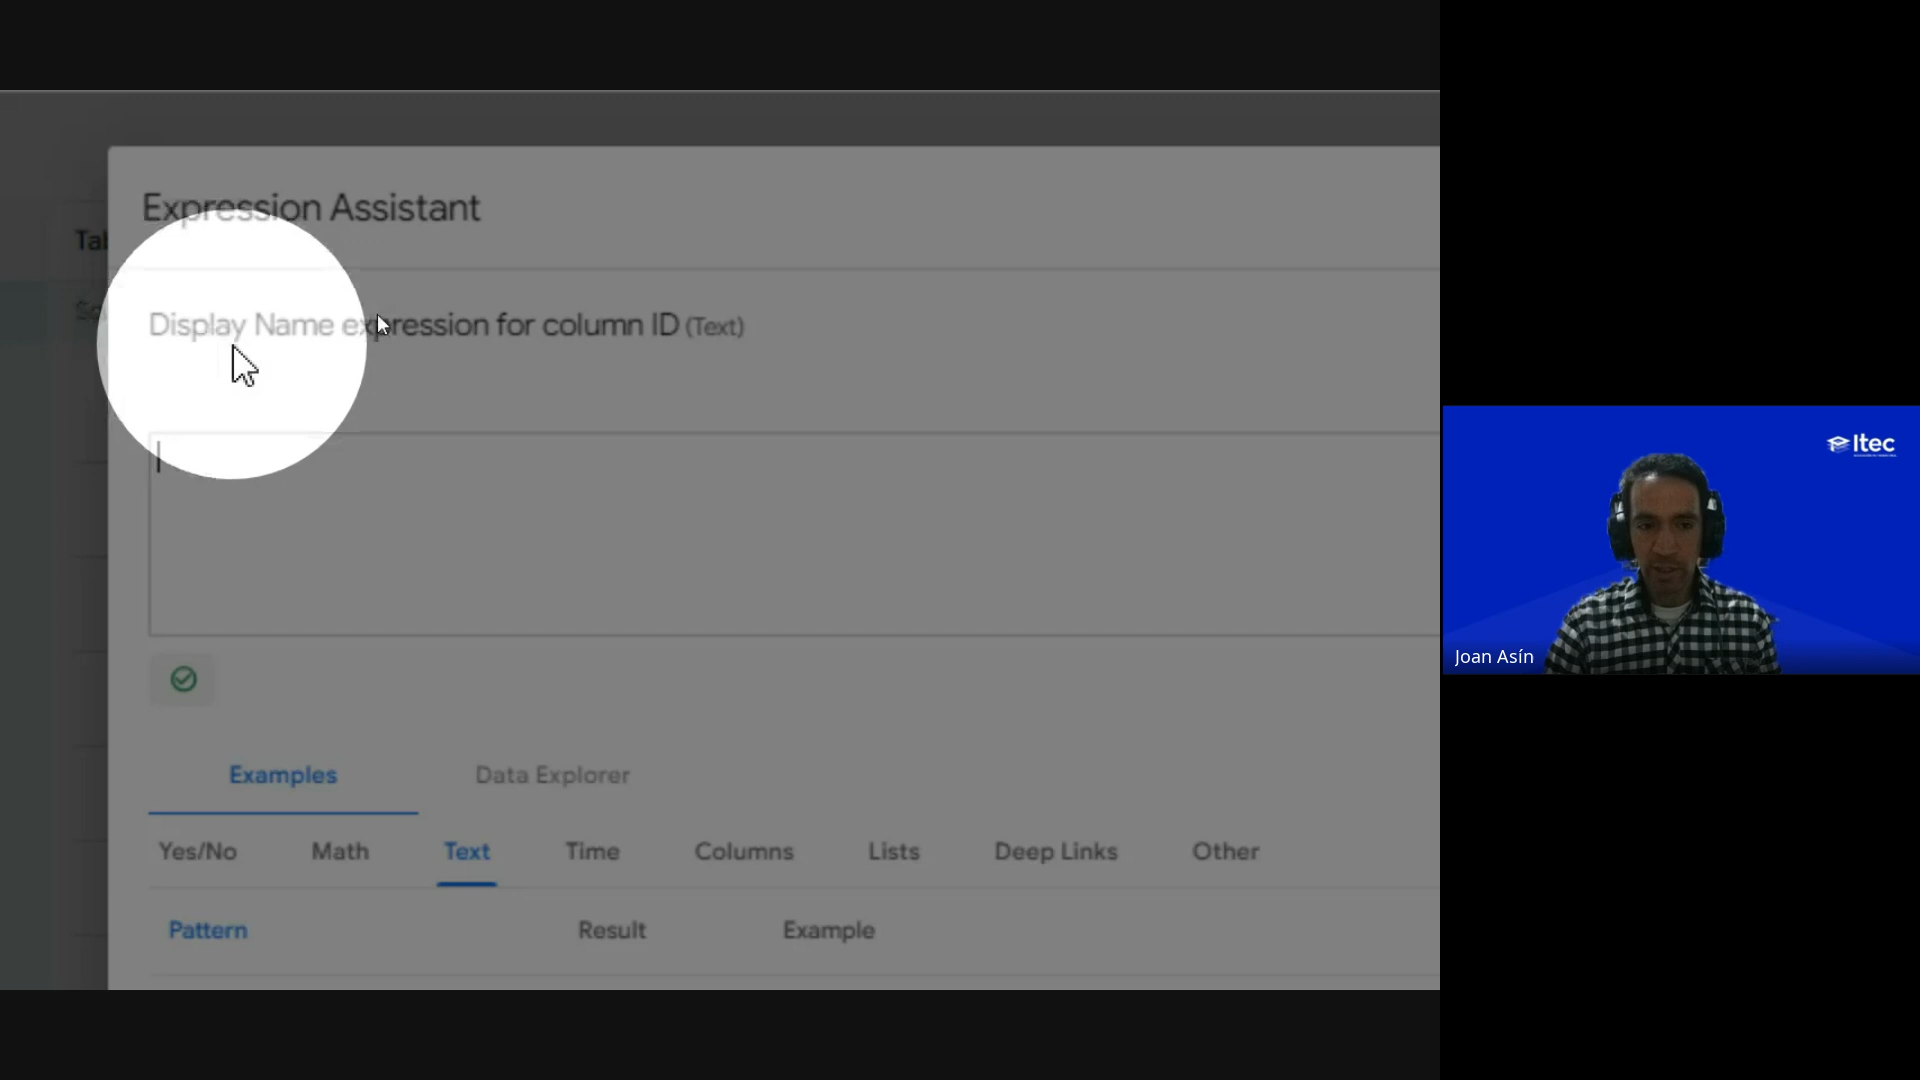 Expression Assistant
Tab
Display Name expression for column ID (Text)
Examples Data Explorer
Yes/No Math Text Time Columns Lists Deep Links Other
Pattern Result Example
Itec
Joan Asín